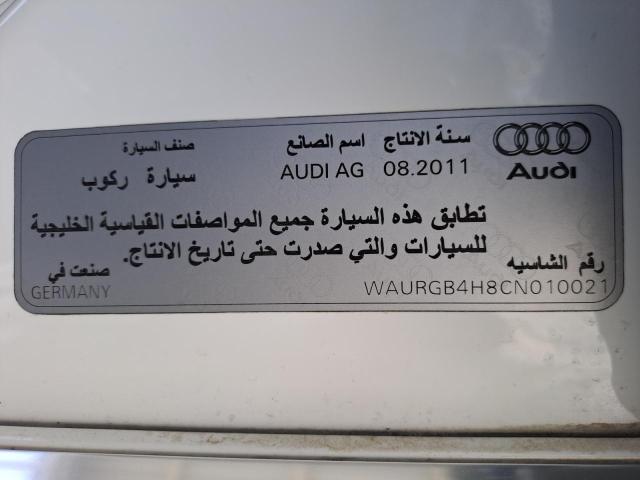 سنة الانتاج اسم الصانع صنف السيارة
08.2011 AUDI AG سيارة ركوب
Audi
تطابق هذه السيارة جميع المواصفات القياسية الخليجية
للسيارات والتي صدرت حتى تاريخ الانتاج.
رقم الشاسيه صنعت في
WAURGB4H8CN010021 GERMANY